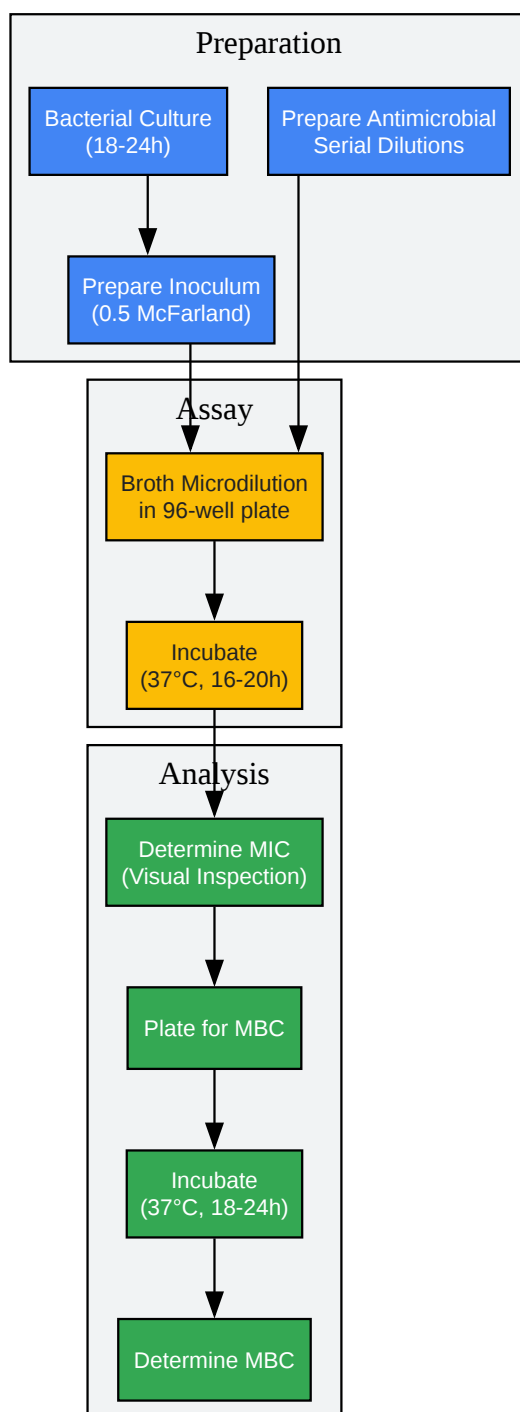 Preparation
Bacterial Culture
(18-24h)
Prepare Antimicrobial
Serial Dilutions
Prepare Inoculum
(0.5 McFarland)
Assay
Broth Microdilution
in 96-well plate
Incubate
(37°C, 16-20h)
Analysis
Determine MIC
(Visual Inspection)
Plate for MBC
Incubate
(37°C, 18-24h)
Determine MBC